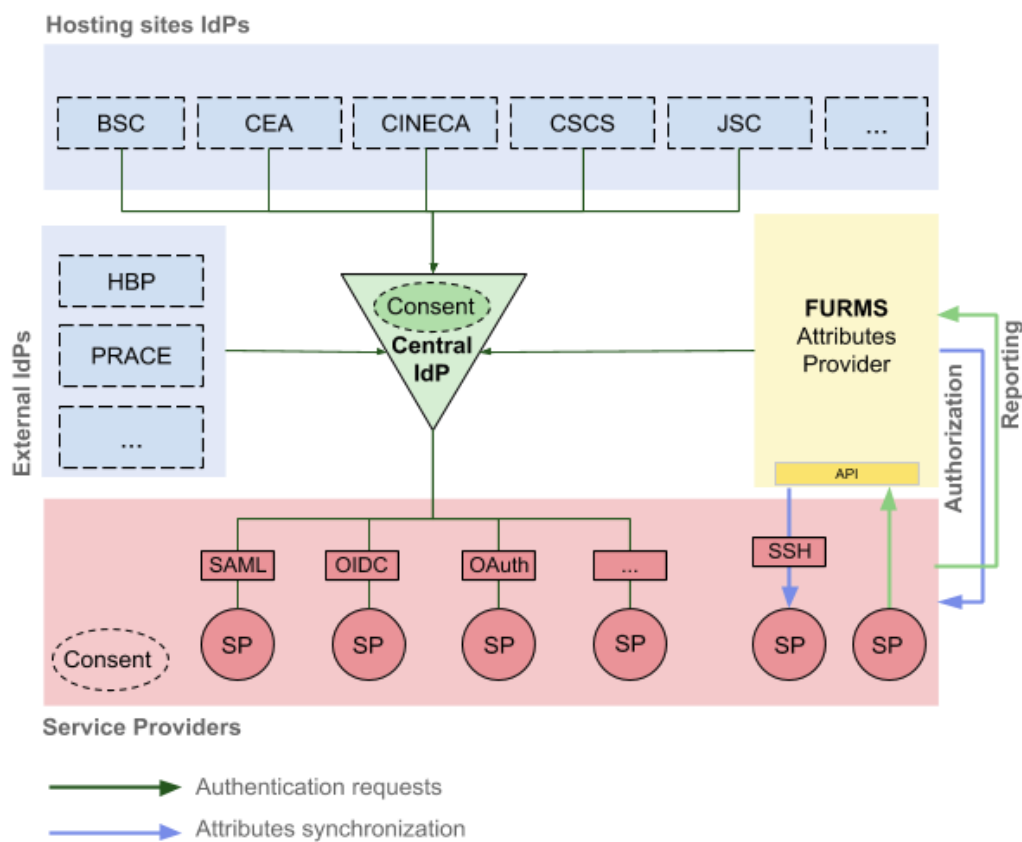 Hosting sites IdPs
BSC
CEA
CINECA
CSCS
JSC
...
External IdPs
HBP
PRACE
...
Consent
Central
IdP
FURMS
Attributes
Provider
API
Authorization
Reporting
SAML
OIDC
OAuth
...
SSH
SP
SP
SP
SP
SP
SP
Consent
Service Providers
Authentication requests
Attributes synchronization